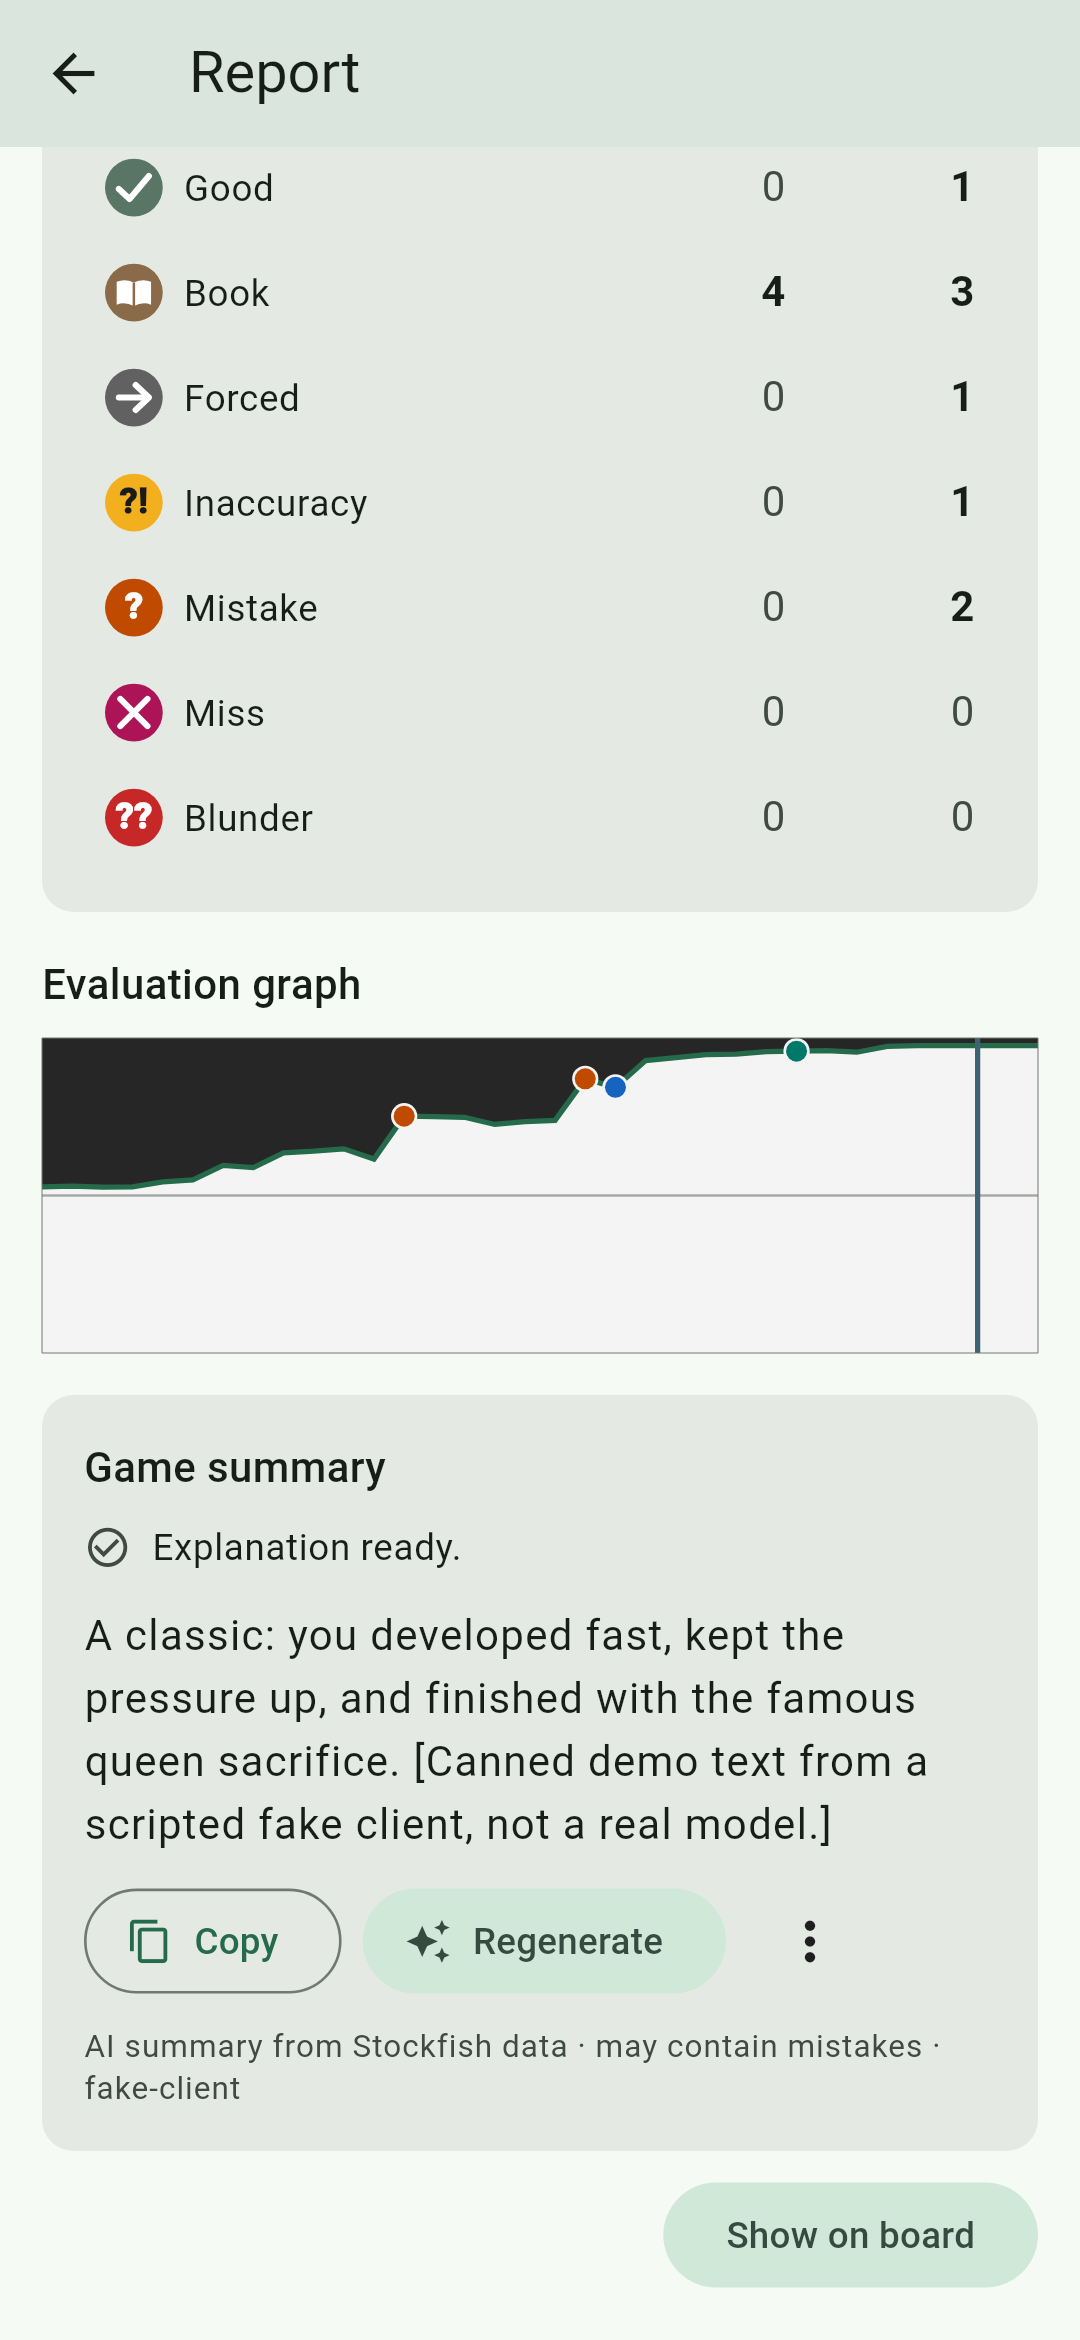 Report
Good 0 1
Book 4 3
Forced 0 1
?! Inaccuracy 0 1
? Mistake 0 2
Miss 0 0
?? Blunder 0 0
Evaluation graph
Game summary
Explanation ready.
A classic: you developed fast, kept the
pressure up, and finished with the famous
queen sacrifice. [Canned demo text from a
scripted fake client, not a real model.]
Copy Regenerate
AI summary from Stockfish data · may contain mistakes ·
fake-client
Show on board